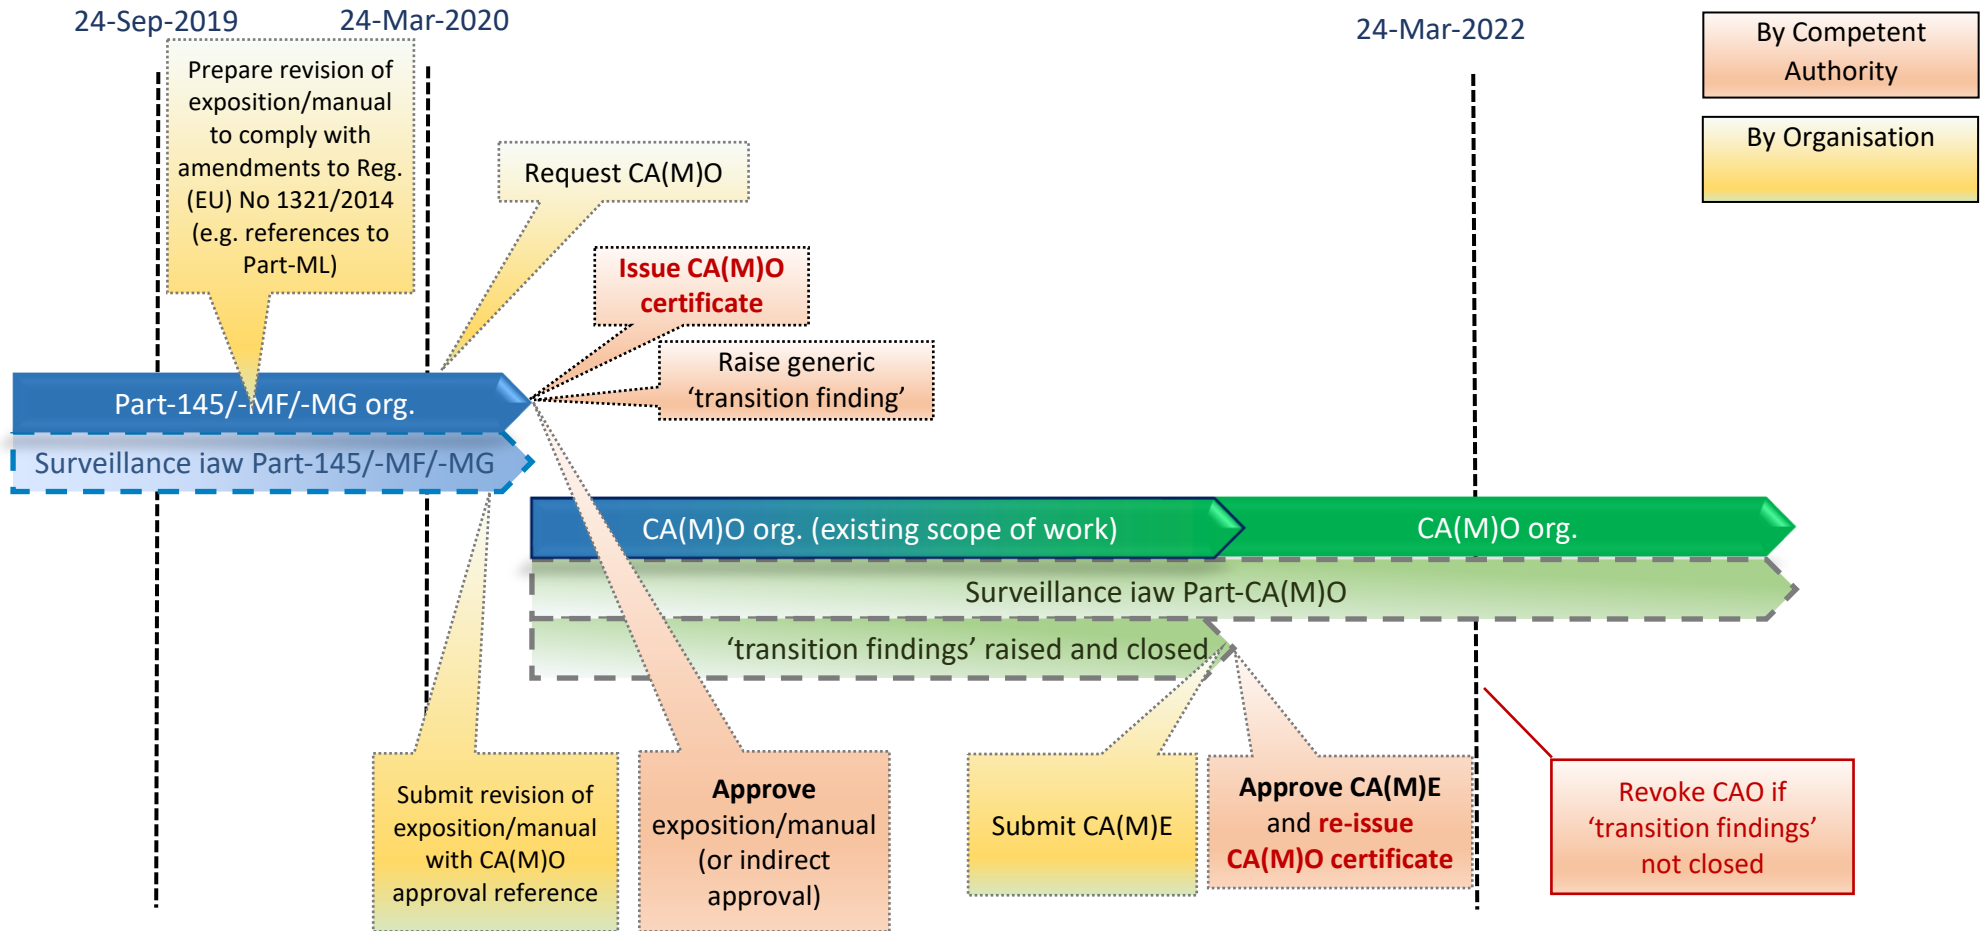 24-Sep-2019
24-Mar-2020
24-Mar-2022
By Competent
Authority
By Organisation
Prepare revision of
exposition/manual
to comply with
amendments to Reg.
(EU) No 1321/2014
(e.g. references to
Part-ML)
Request CA(M)O
Issue CA(M)O
certificate
Raise generic
‘transition finding’
Part-145/-MF/-MG org.
Surveillance iaw Part-145/-MF/-MG
CA(M)O org. (existing scope of work)
CA(M)O org.
Surveillance iaw Part-CA(M)O
‘transition findings’ raised and closed
Submit revision of
exposition/manual
with CA(M)O
approval reference
Approve
exposition/manual
(or indirect
approval)
Submit CA(M)E
Approve CA(M)E
and re-issue
CA(M)O certificate
Revoke CAO if
‘transition findings’
not closed